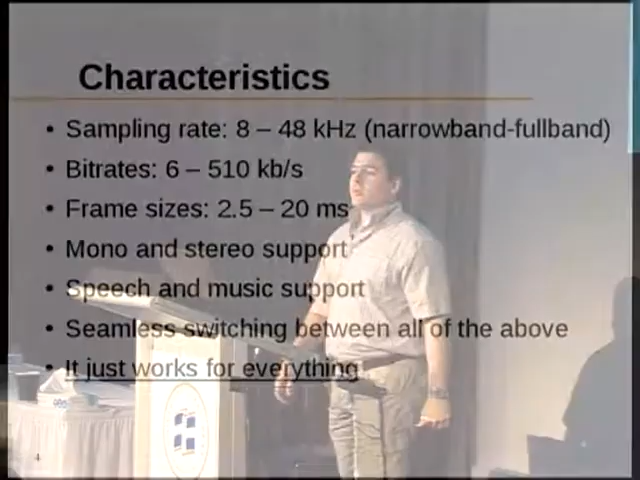 Characteristics
• Sampling rate: 8 – 48 kHz (narrowband-fullband)
• Bitrates: 6 – 510 kb/s
• Frame sizes: 2.5 – 20 ms
• Mono and stereo support
• Speech and music support
• Seamless switching between all of the above
• It just works for everything
4